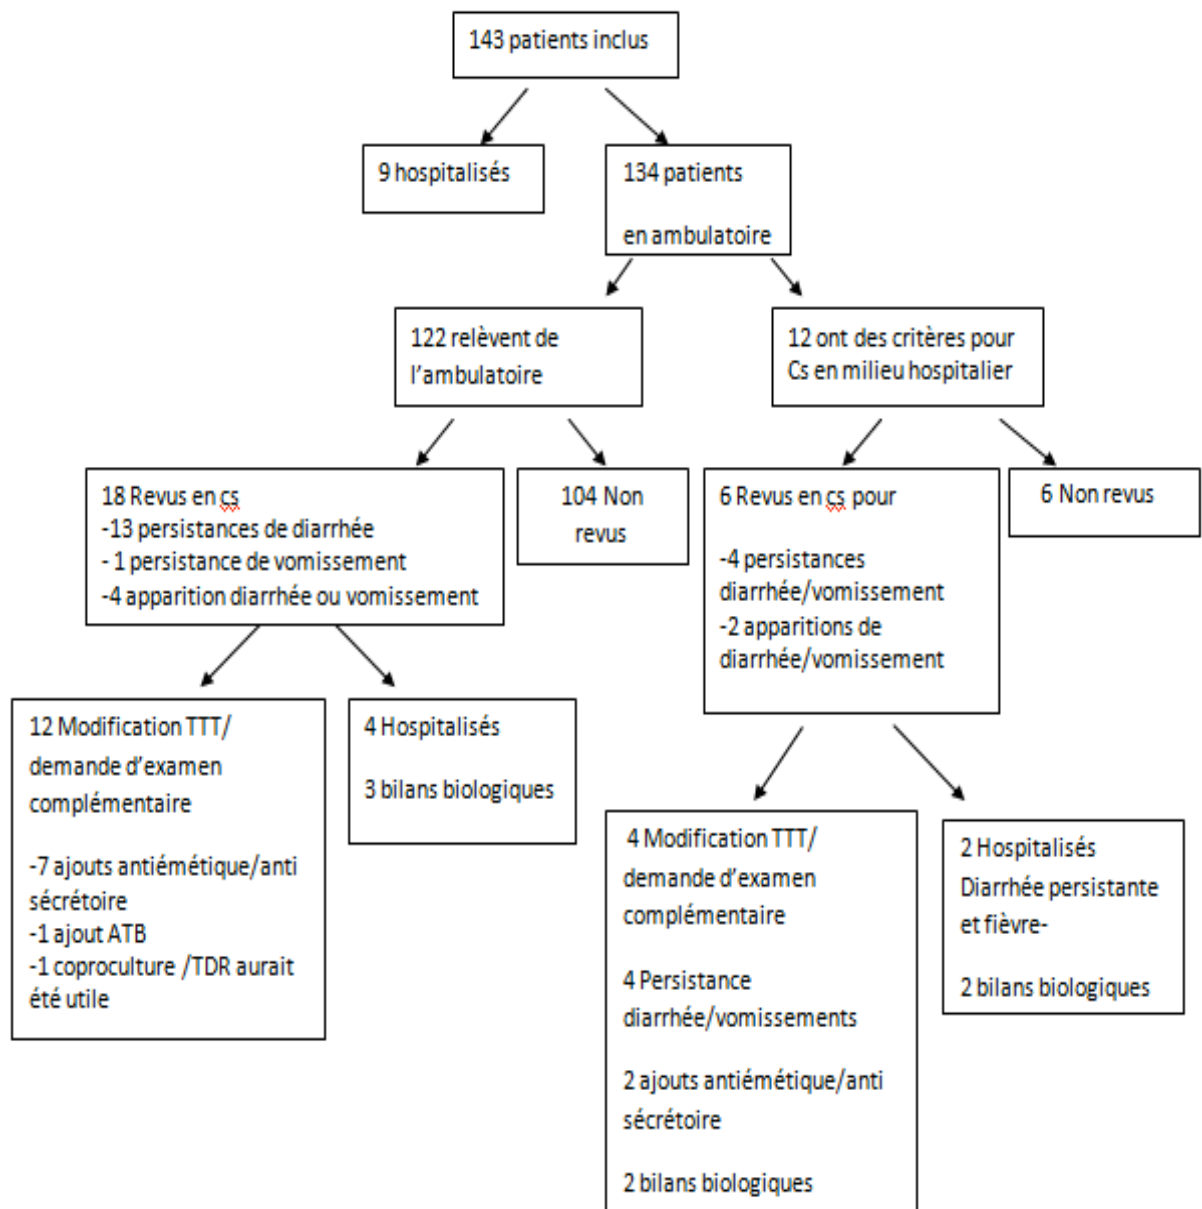 143 patients inclus
9 hospitalisés
134 patients
en ambulatoire
122 relèvent de
l'ambulatoire
12 ont des critères pour
Cs en milieu hospitalier
18 Revus en cs
-13 persistances de diarrhée
- 1 persistance de vomissement
-4 apparition diarrhée ou vomissement
104 Non
revus
6 Revus en cs pour
-4 persistances
diarrhée/vomissement
-2 apparitions de
diarrhée/vomissement
6 Non revus
12 Modification TTT/
demande d'examen
complémentaire
-7 ajouts antiémétique/anti
sécrétoire
-1 ajout ATB
-1 coproculture /TDR aurait
été utile
4 Hospitalisés
3 bilans biologiques
4 Modification TTT/
demande d'examen
complémentaire
4 Persistance
diarrhée/vomissements
2 ajouts antiémétique/anti
sécrétoire
2 bilans biologiques
2 Hospitalisés
Diarrhée persistante
et fièvre-
2 bilans biologiques